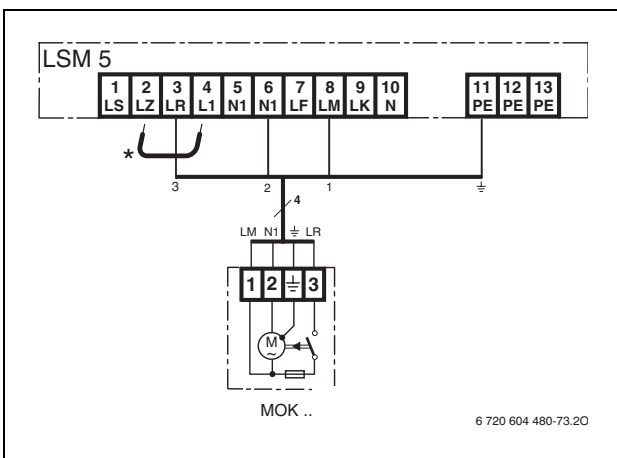 LSM 5
1 2 3 4 5 6 7 8 9 10 11 12 13
LS LZ LR L1 N1 N1 LF LM LK N PE PE PE
*
3 2 1
4
LM N1 LR
1 2 3
M
~
MOK ..
6 720 604 480-73.2O